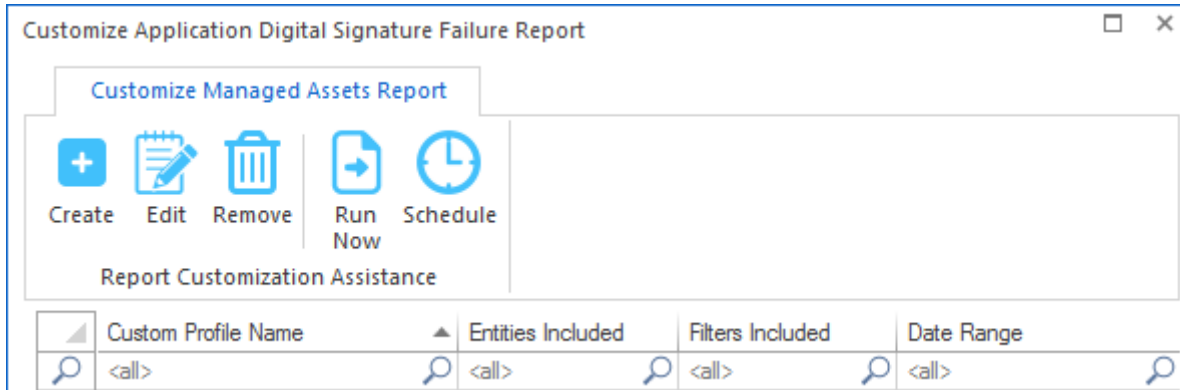 Customize Application Digital Signature Failure Report
Customize Managed Assets Report
Create Edit Remove Run Now Schedule
Report Customization Assistance
Custom Profile Name Entities Included Filters Included Date Range
<all> <all> <all> <all>